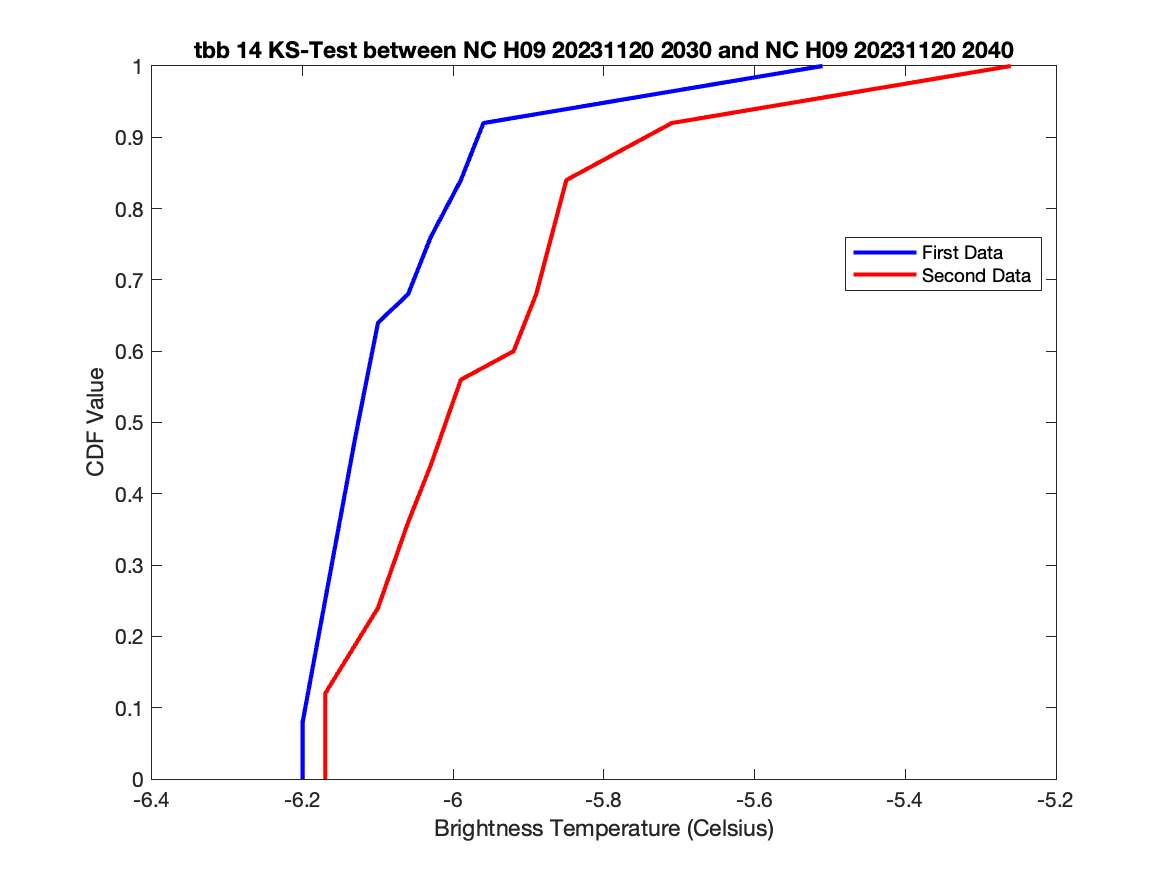 tbb 14 KS-Test between NC H09 20231120 2030 and NC H09 20231120 2040
1
0.9
0.8
0.7
0.6
0.5
0.4
0.3
0.2
0.1
0
CDF Value
First Data
Second Data
-6.4 -6.2 -6 -5.8 -5.6 -5.4 -5.2
Brightness Temperature (Celsius)